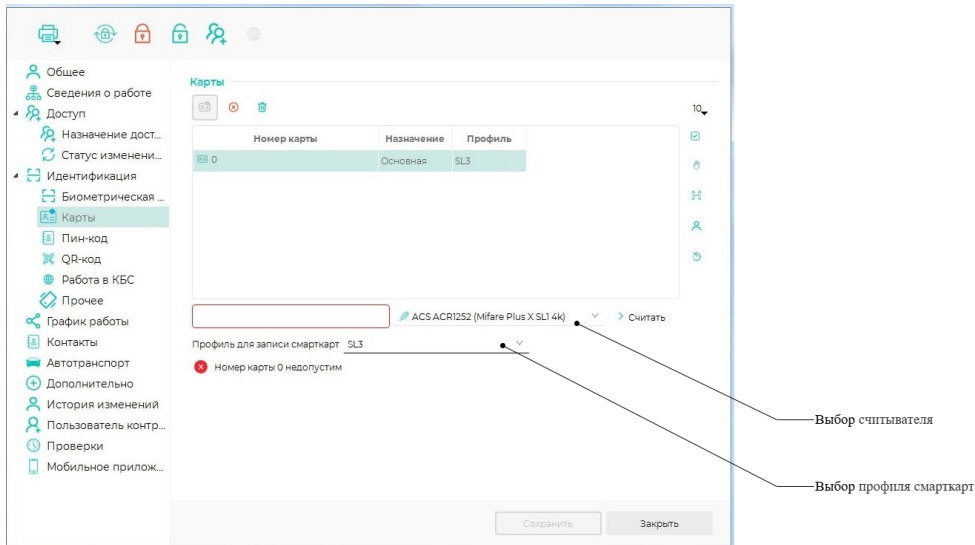 Общее
Сведения о работе
Доступ
Назначение дост...
Статус изменени...
Идентификация
Биометрическая ...
Карты
Пин-код
QR-код
Работа в КБС
Прочее
График работы
Контакты
Автотранспорт
Дополнительно
История изменений
Пользователь контр...
Проверки
Мобильное прилож...
Карты
10
Номер карты Назначение Профиль
0 Основная SL3
ACS ACR1252 (Mifare Plus X SL1 4k) Считать
Профиль для записи смарткарт SL3
Номер карты 0 недопустим
Выбор считывателя
Выбор профиля смарткарт
Сохранить Закрыть